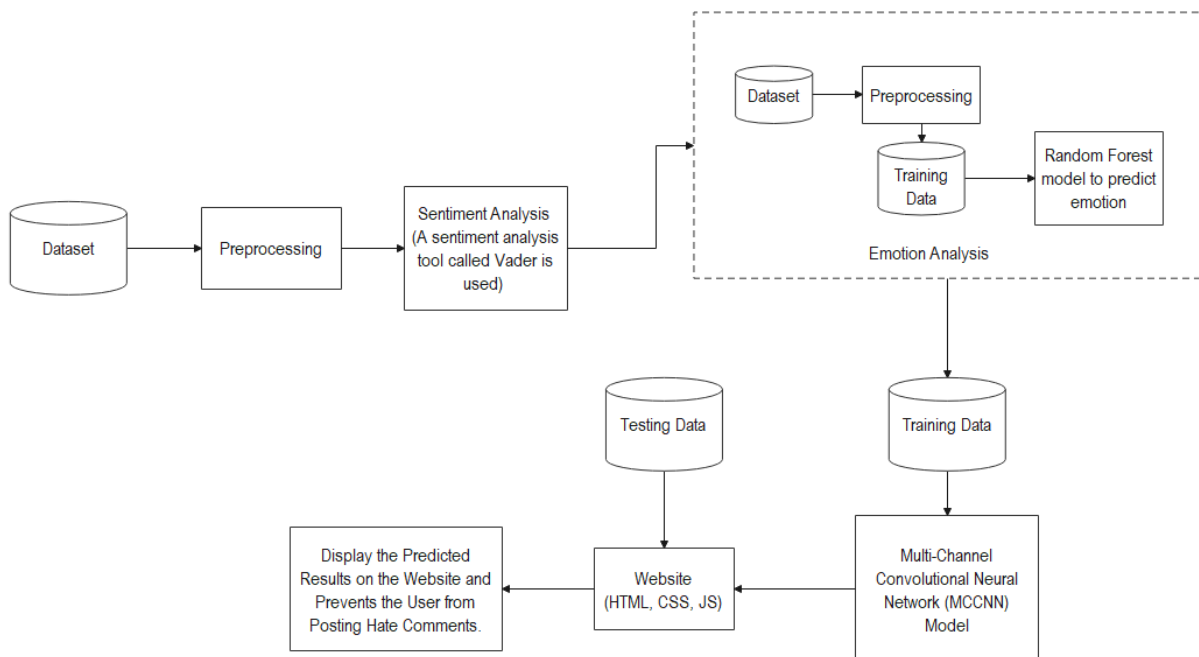 Dataset
Preprocessing
Sentiment Analysis
(A sentiment analysis
tool called Vader is
used)
Dataset
Preprocessing
Training
Data
Random Forest
model to predict
emotion
Emotion Analysis
Testing Data
Training Data
Display the Predicted
Results on the Website and
Prevents the User from
Posting Hate Comments.
Website
(HTML, CSS, JS)
Multi-Channel
Convolutional Neural
Network (MCCNN)
Model